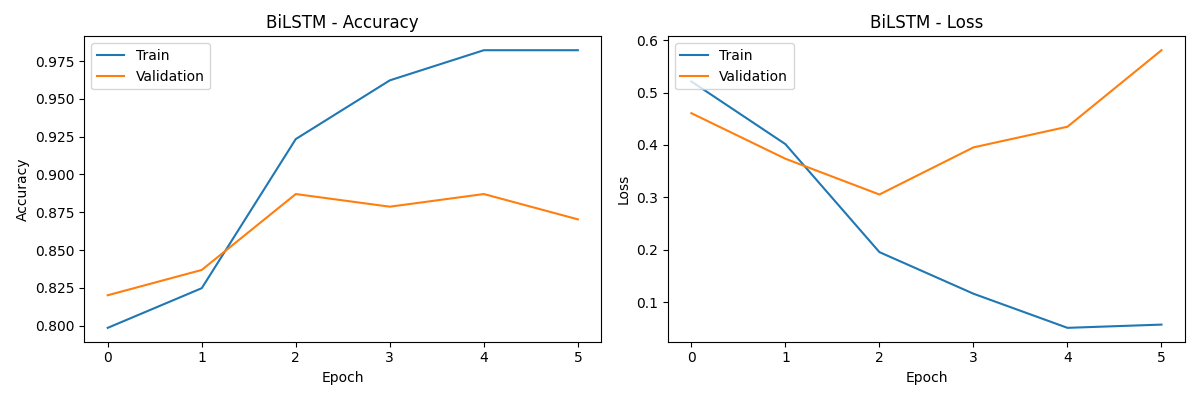 BiLSTM - Accuracy
Train
Validation
0.975
0.950
0.925
0.900
0.875
0.850
0.825
0.800
Accuracy
0 1 2 3 4 5
Epoch
BiLSTM - Loss
Train
Validation
0.6
0.5
0.4
0.3
0.2
0.1
Loss
0 1 2 3 4 5
Epoch